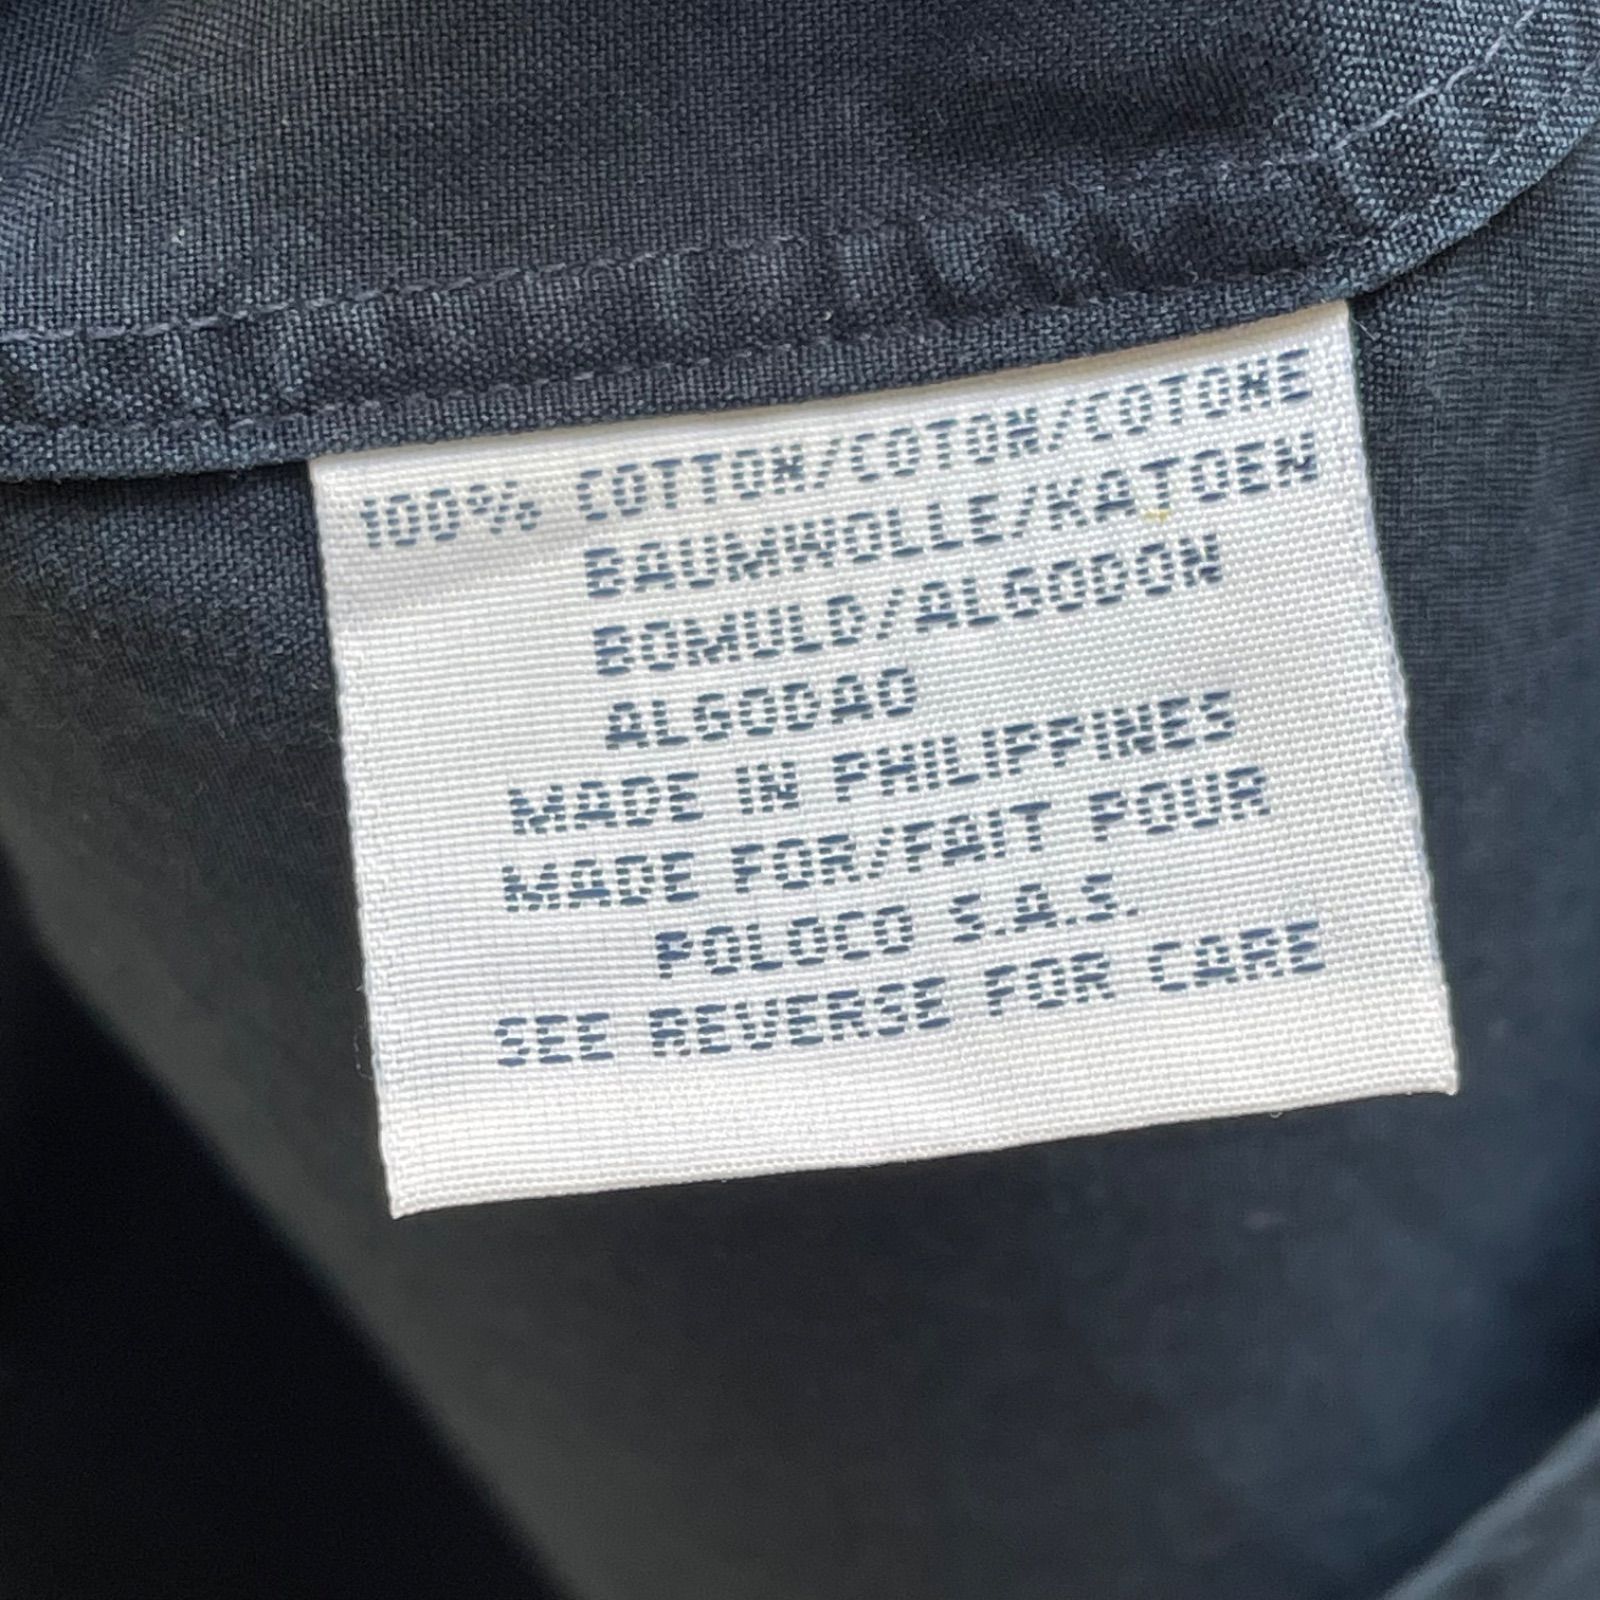 100% COTTON/COTON/COTONE
BAUMWOLLE/KATOEN
BOMULD/ALGODON
ALGODAO
MADE IN PHILIPPINES
MADE FOR/FAIT POUR
POLOCO S.A.S.
SEE REVERSE FOR CARE